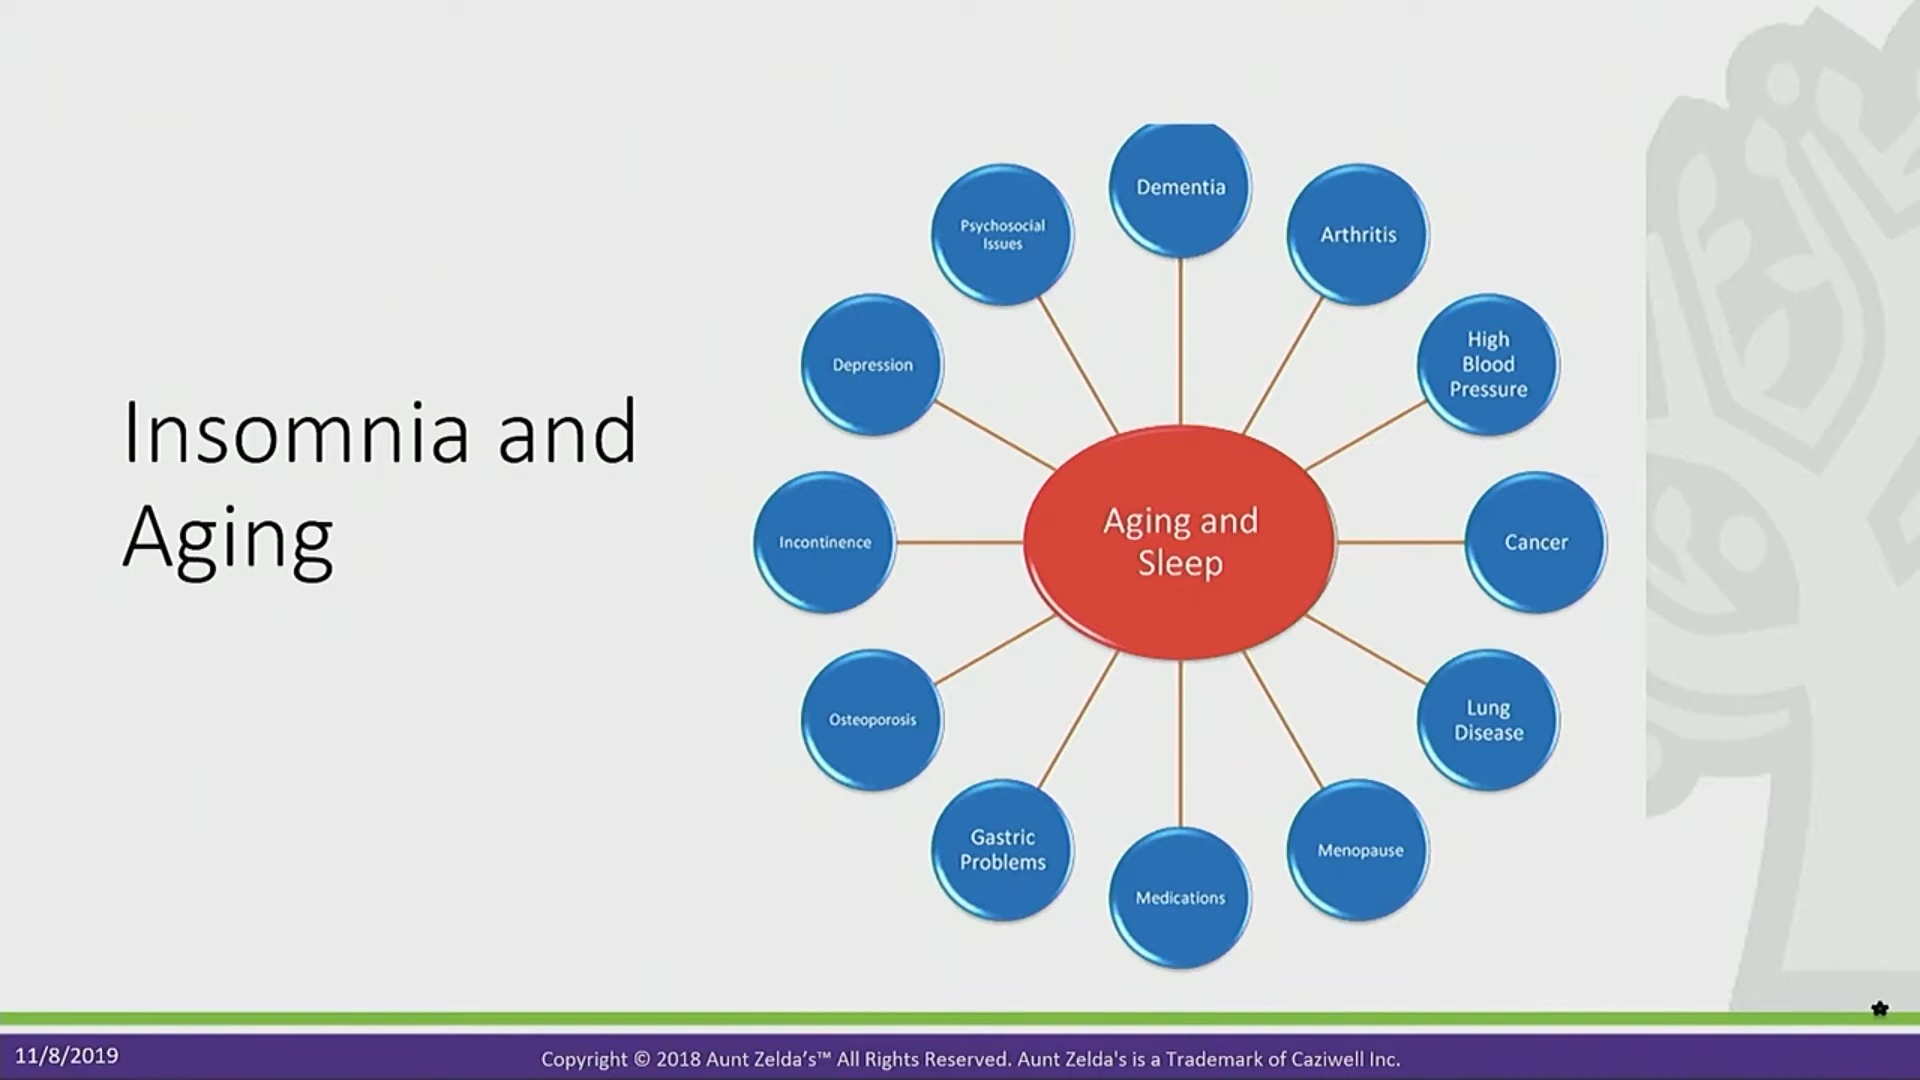 Insomnia and
Aging
Dementia
Arthritis
High
Blood
Pressure
Cancer
Lung
Disease
Menopause
Medications
Gastric
Problems
Osteoporosis
Incontinence
Depression
Psychosocial
Issues
Aging and
Sleep
11/8/2019
Copyright © 2018 Aunt Zelda’s™ All Rights Reserved. Aunt Zelda's is a Trademark of Caziwell Inc.